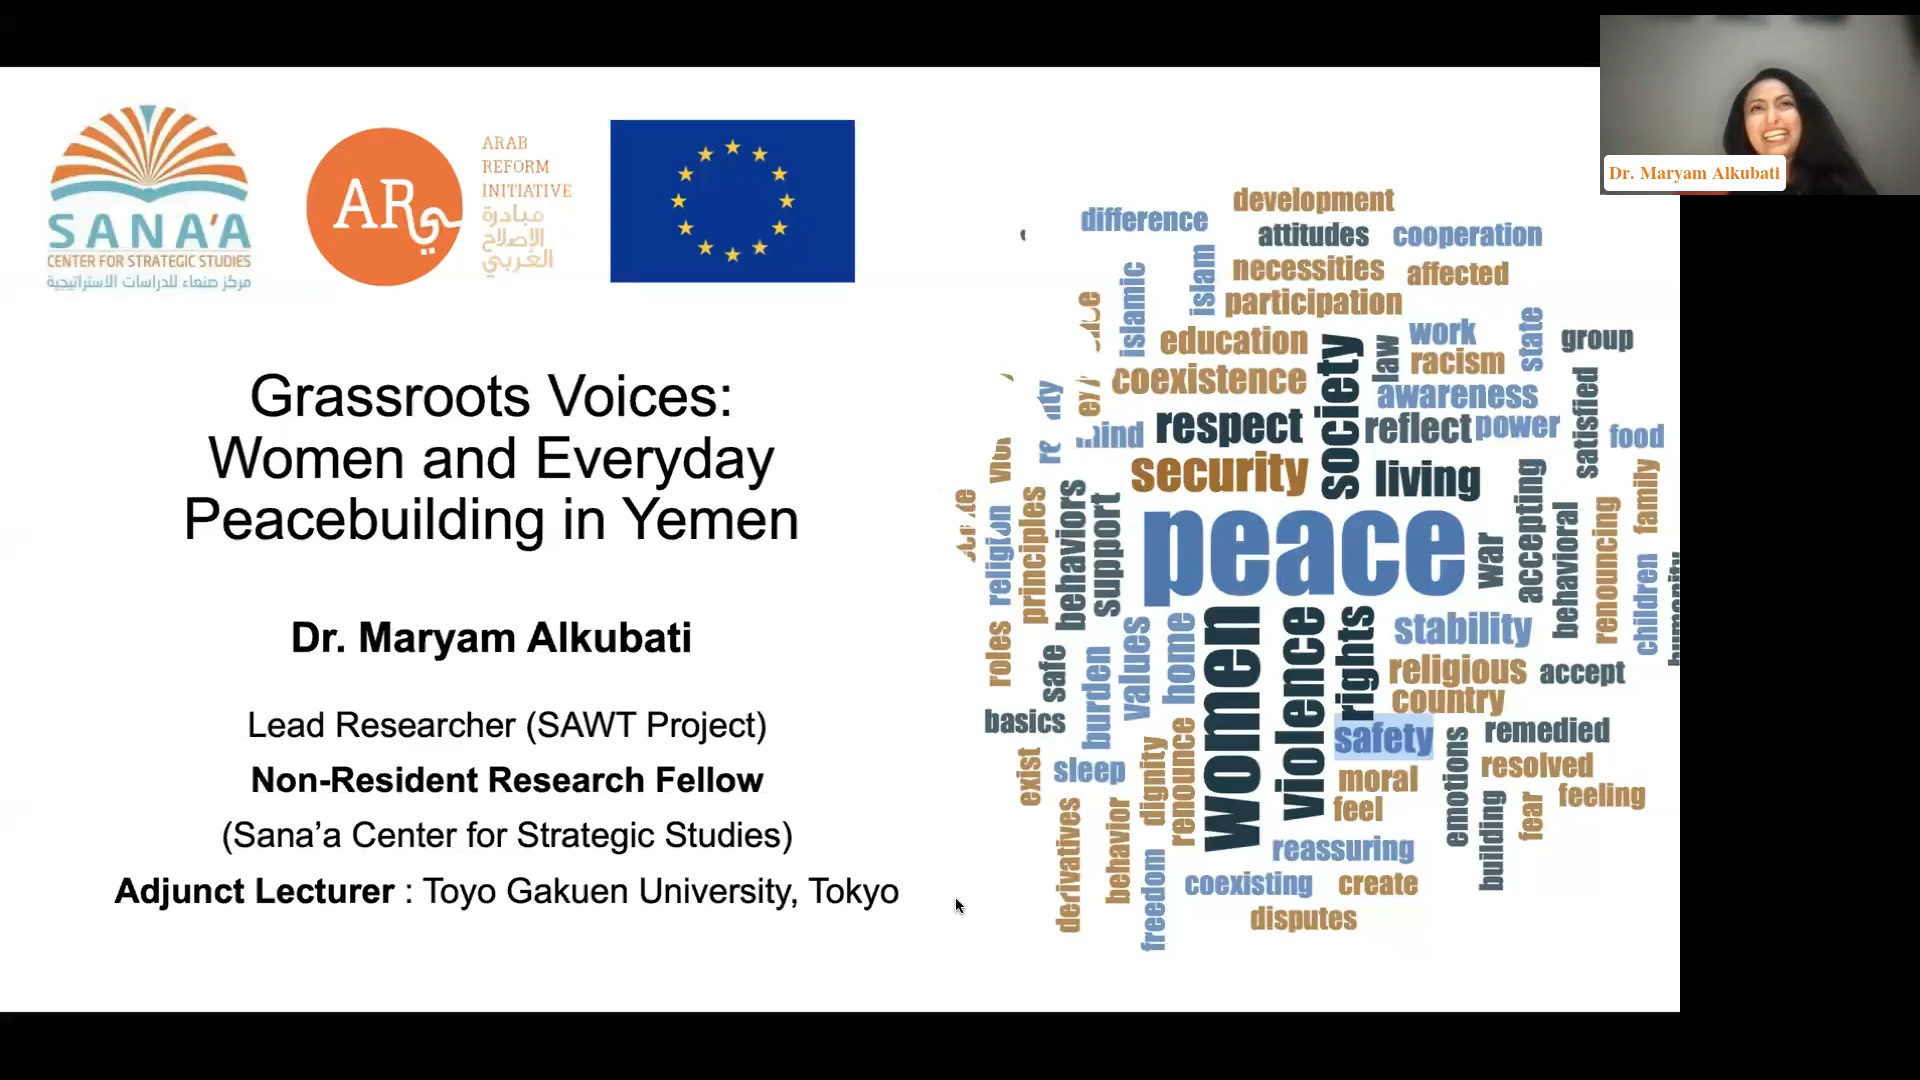 SANA'A
CENTER FOR STRATEGIC STUDIES
مركز صنعاء للدراسات الاستراتيجية
ARي
ARAB
REFORM
INITIATIVE
مبادرة
الإصلاح
العربي
Grassroots Voices:
Women and Everyday
Peacebuilding in Yemen
Dr. Maryam Alkubati
Lead Researcher (SAWT Project)
Non-Resident Research Fellow
(Sana’a Center for Strategic Studies)
Adjunct Lecturer : Toyo Gakuen University, Tokyo
Dr. Maryam Alkubati
development
difference
attitudes
cooperation
islam
necessities
affected
islamic
participation
education
society
law
work
state
group
racism
coexistence
awareness
satisfied
respect
reflect
power
food
security
living
religion
principles
behaviors
support
peace
war
accepting
behavioral
renouncing
family
children
humanity
roles
safe
burden
values
home
women
violence
rights
stability
religious
accept
country
basics
safety
emotions
remedied
exist
sleep
dignity
renounce
moral
resolved
feel
building
fear
feeling
derivatives
behavior
freedom
reassuring
coexisting
create
disputes